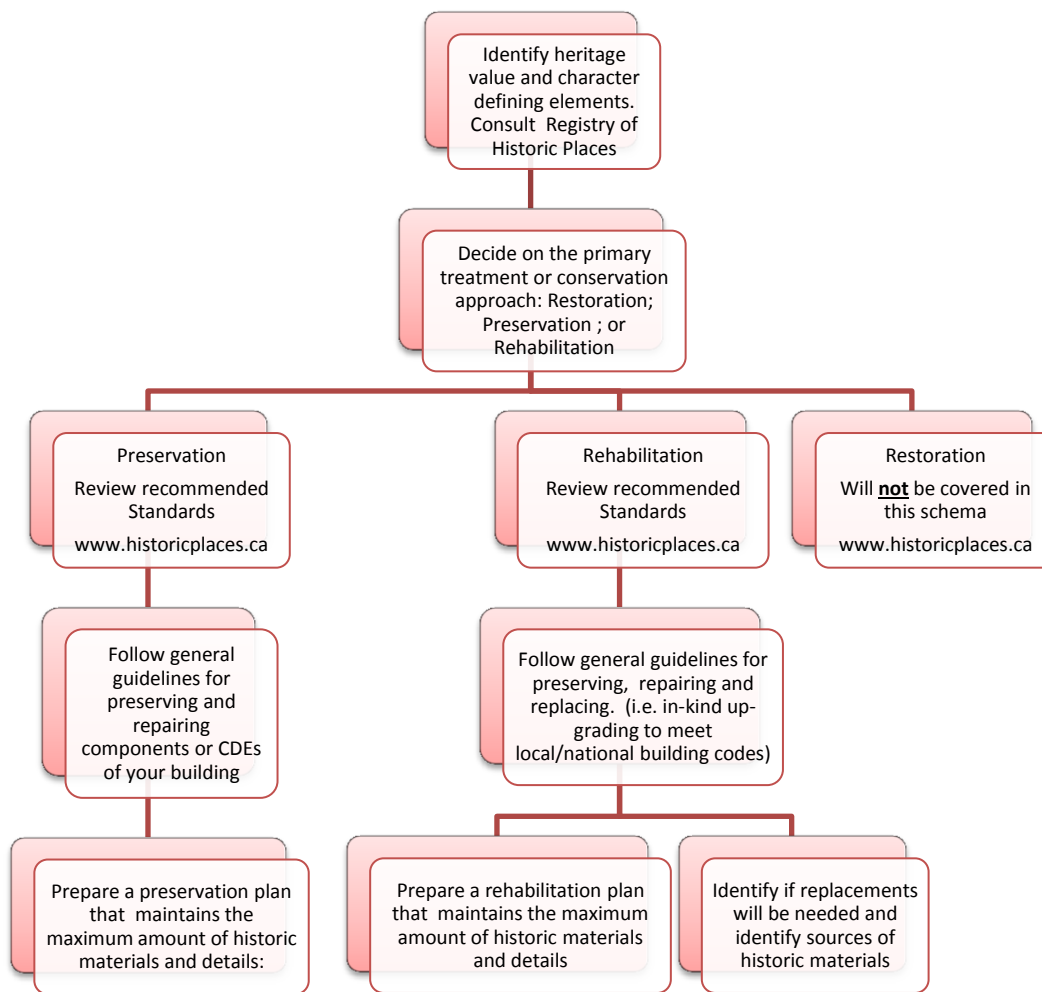 Identify heritage
value and character
defining elements.
Consult  Registry of
Historic Places
Decide on the primary
treatment or conservation
approach: Restoration;
Preservation ; or
Rehabilitation
Preservation
Review recommended
Standards
www.historicplaces.ca
Rehabilitation
Review recommended
Standards
www.historicplaces.ca
Restoration
Will not be covered in
this schema
www.historicplaces.ca
Follow general
guidelines for
preserving and
repairing
components or CDEs
of your building
Follow general guidelines for
preserving,  repairing and
replacing.  (i.e. in-kind up-
grading to meet
local/national building codes)
Prepare a preservation plan
that  maintains the
maximum amount of historic
materials and details:
Prepare a rehabilitation plan
that  maintains the maximum
amount of historic materials
and details
Identify if replacements
will be needed and
identify sources of
historic materials